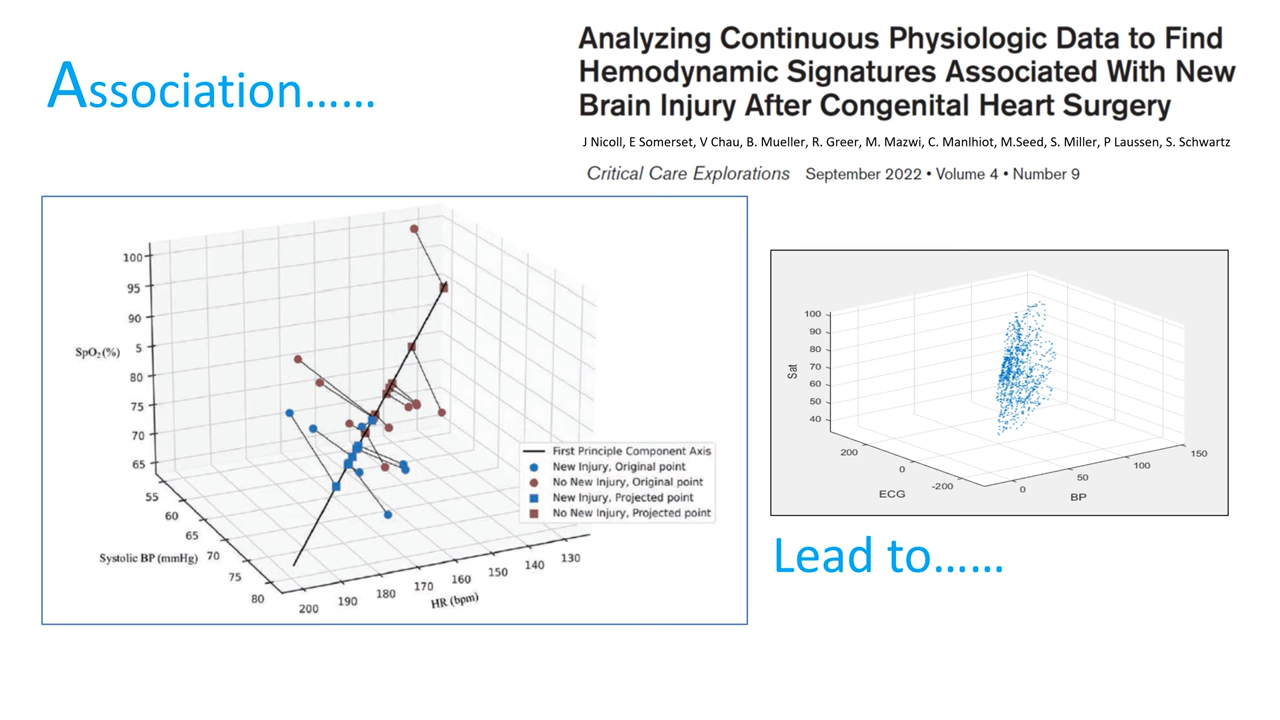 Association……
Analyzing Continuous Physiologic Data to Find
Hemodynamic Signatures Associated With New
Brain Injury After Congenital Heart Surgery
J Nicoll, E Somerset, V Chau, B. Mueller, R. Greer, M. Mazwi, C. Manlhiot, M.Seed, S. Miller, P Laussen, S. Schwartz
Critical Care Explorations September 2022 • Volume 4 • Number 9
100
95
90
SpO₂(%) 5
80
75
70
65
55
60
65
Systolic BP (mmHg) 70
75
80
200 190 180 170 160 150 140 130
HR (bpm)
First Principle Component Axis
New Injury, Original point
No New Injury, Original point
New Injury, Projected point
No New Injury, Projected point
100
90
80
Sat 70
60
50
40
200 0 -200
ECG
0 50 100 150
BP
Lead to……